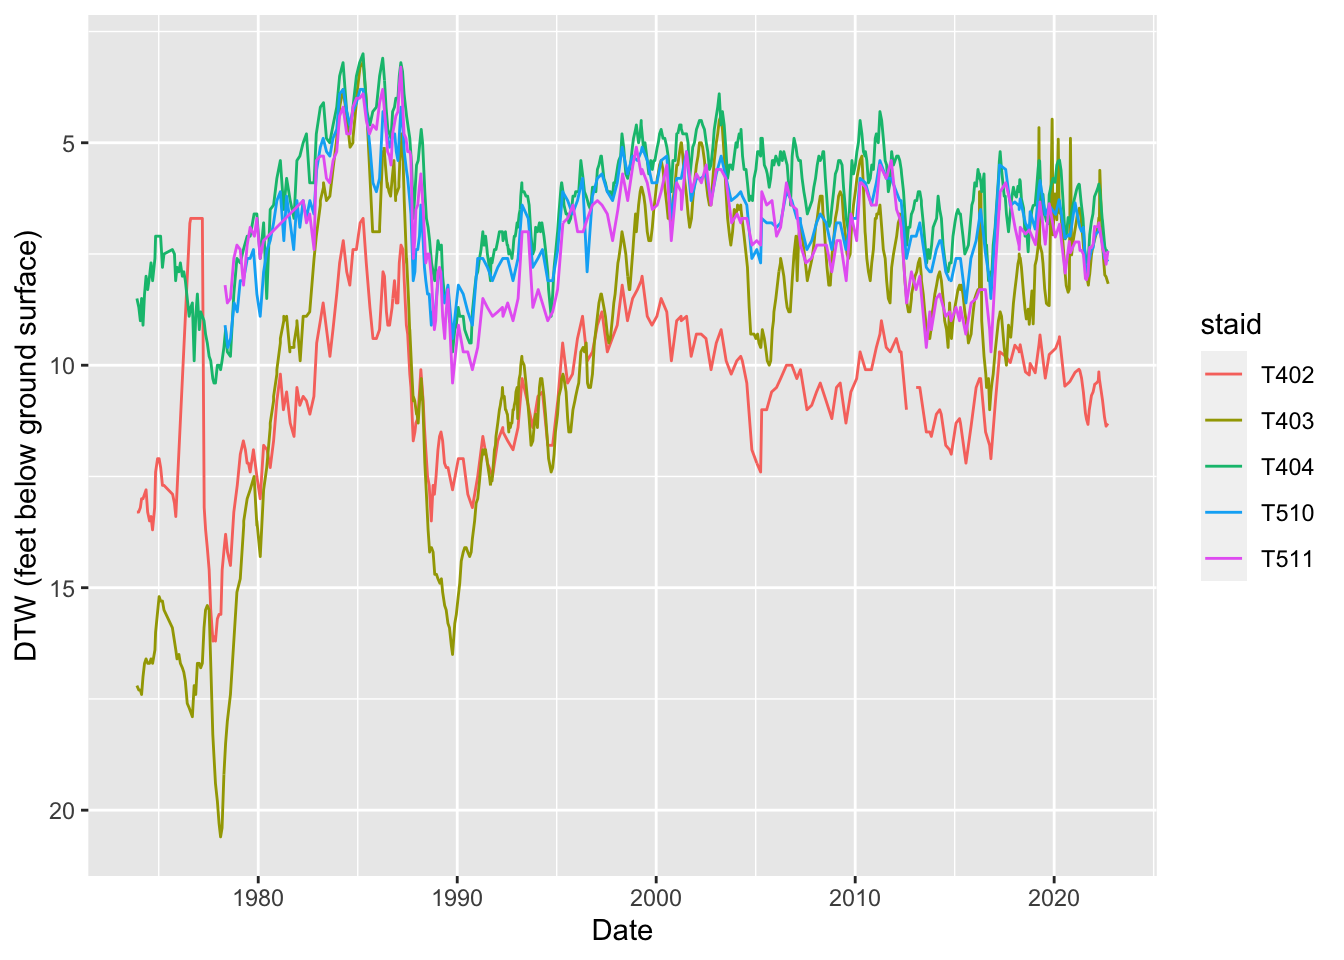 DTW (feet below ground surface)
5
10
15
20
1980
1990
2000
2010
2020
Date
staid
T402
T403
T404
T510
T511